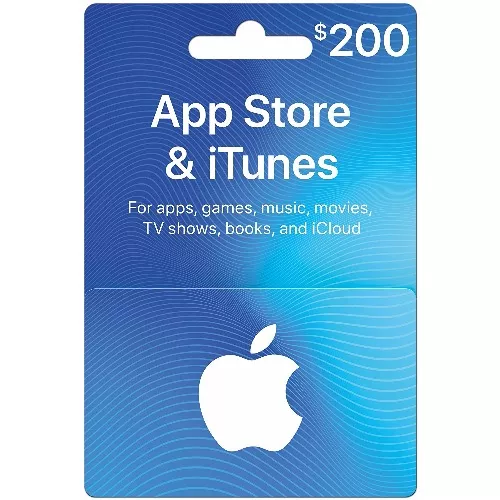 $200
App Store
& iTunes
For apps, games, music, movies,
TV shows, books, and iCloud